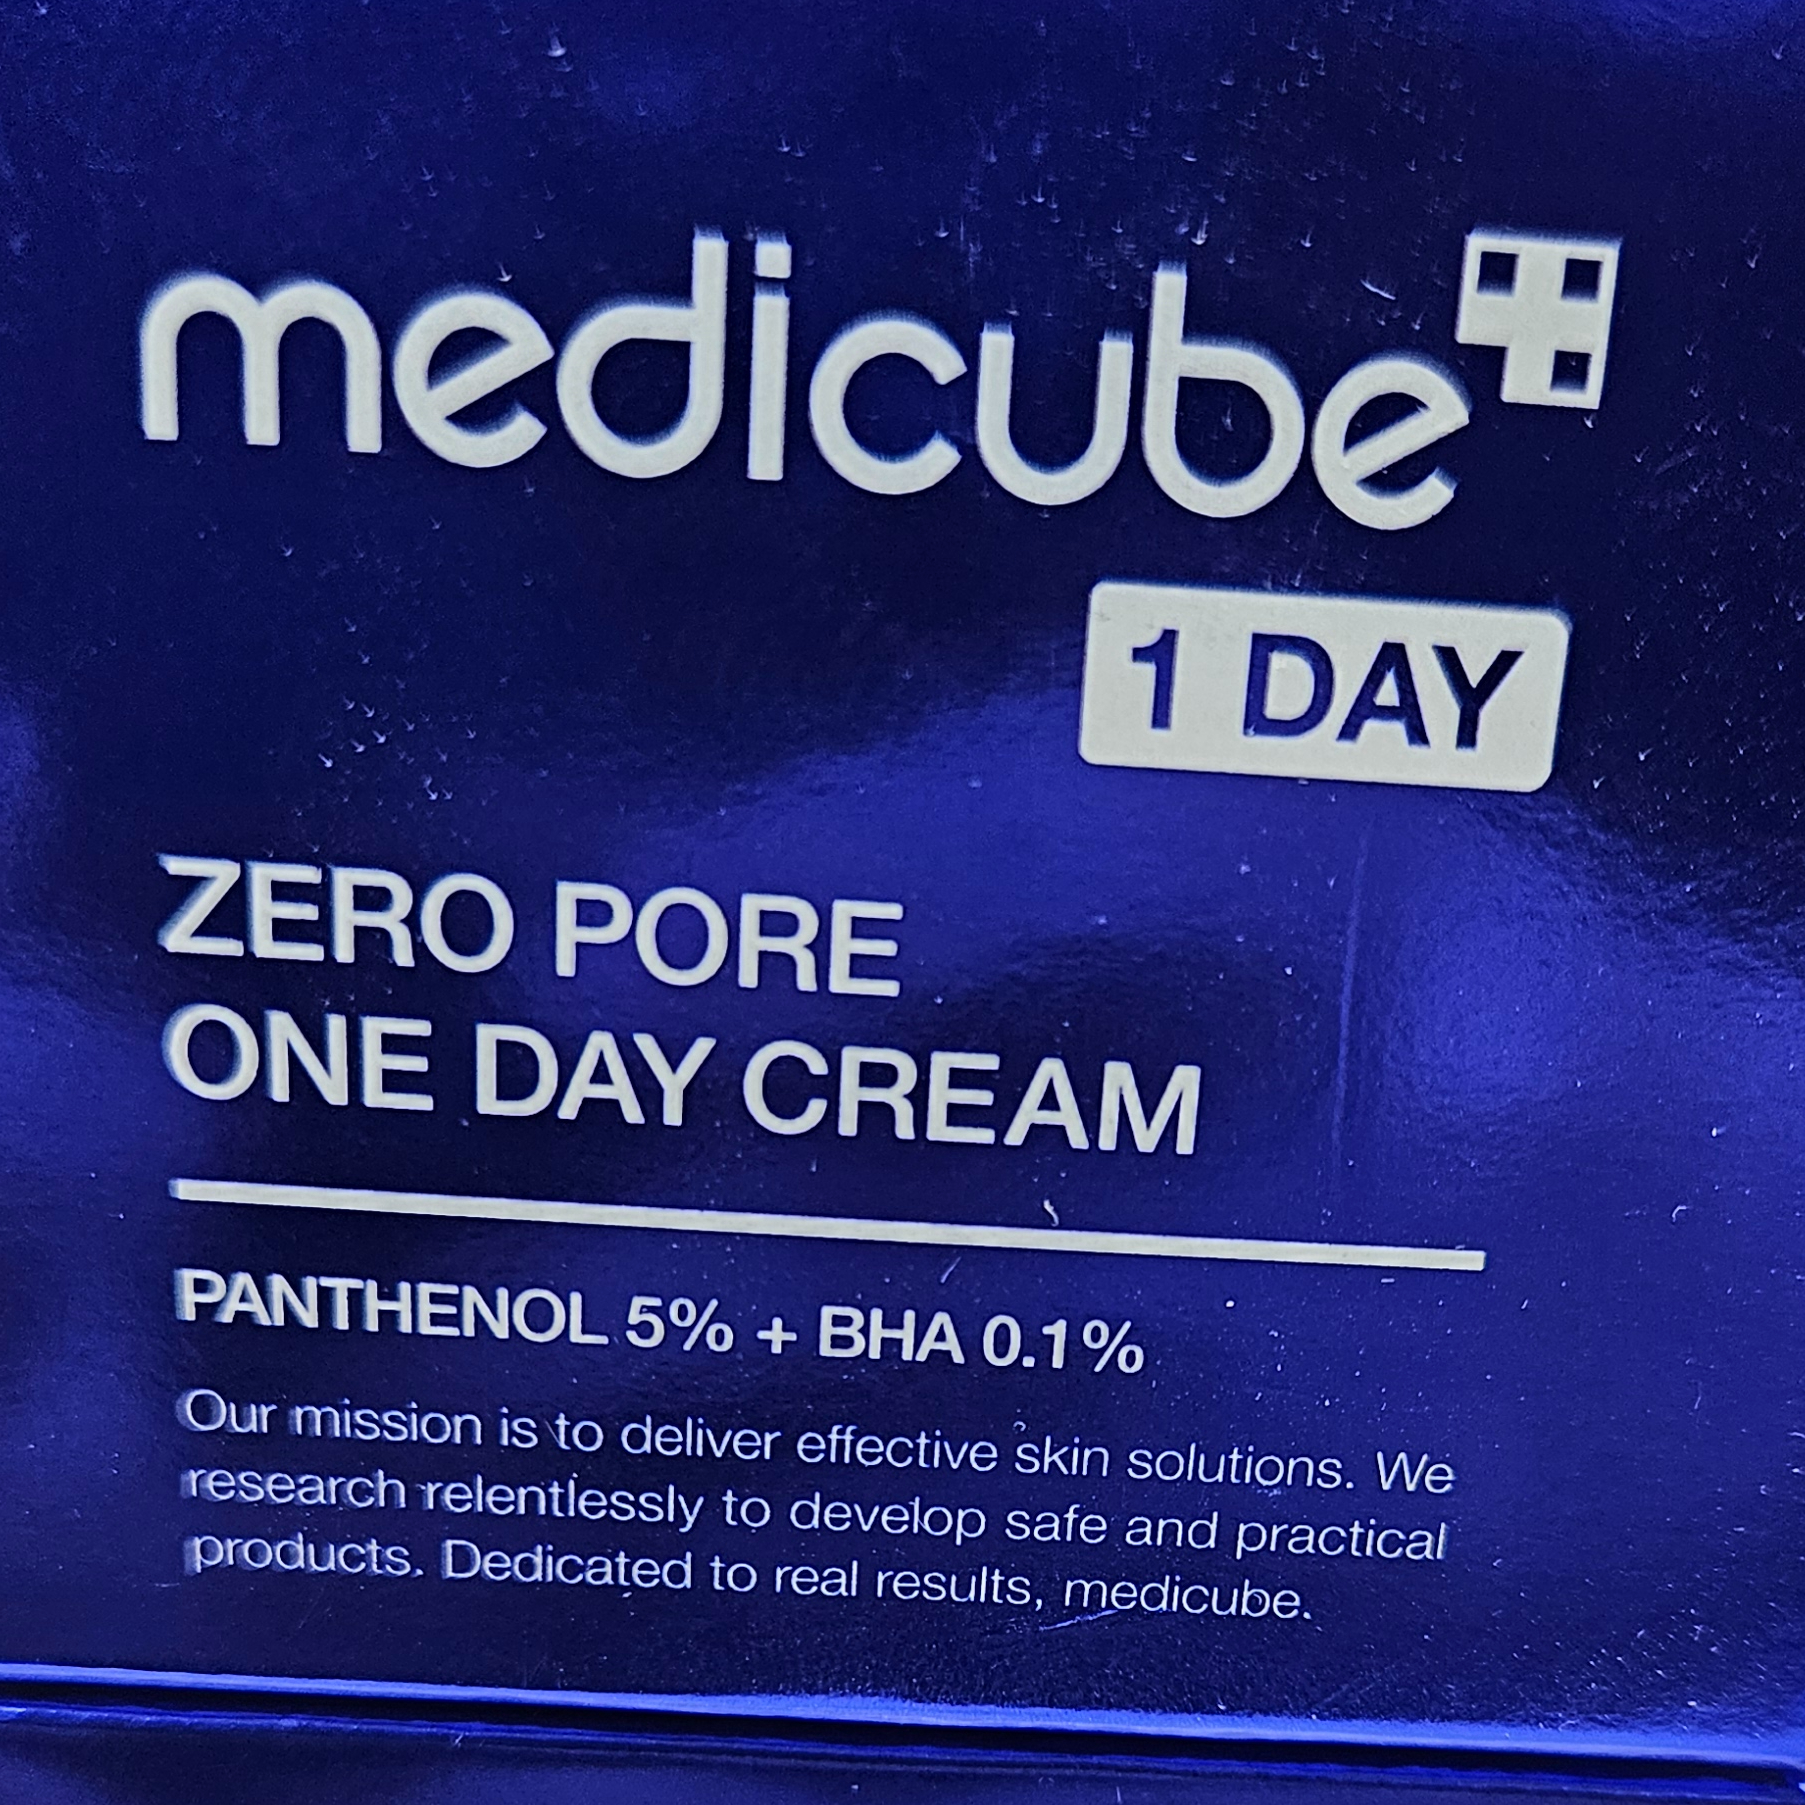 medicube
1 DAY
ZERO PORE
ONE DAY CREAM
PANTHENOL 5% + BHA 0.1%
Our mission is to deliver effective skin solutions. We
research relentlessly to develop safe and practical
products. Dedicated to real results, medicube.